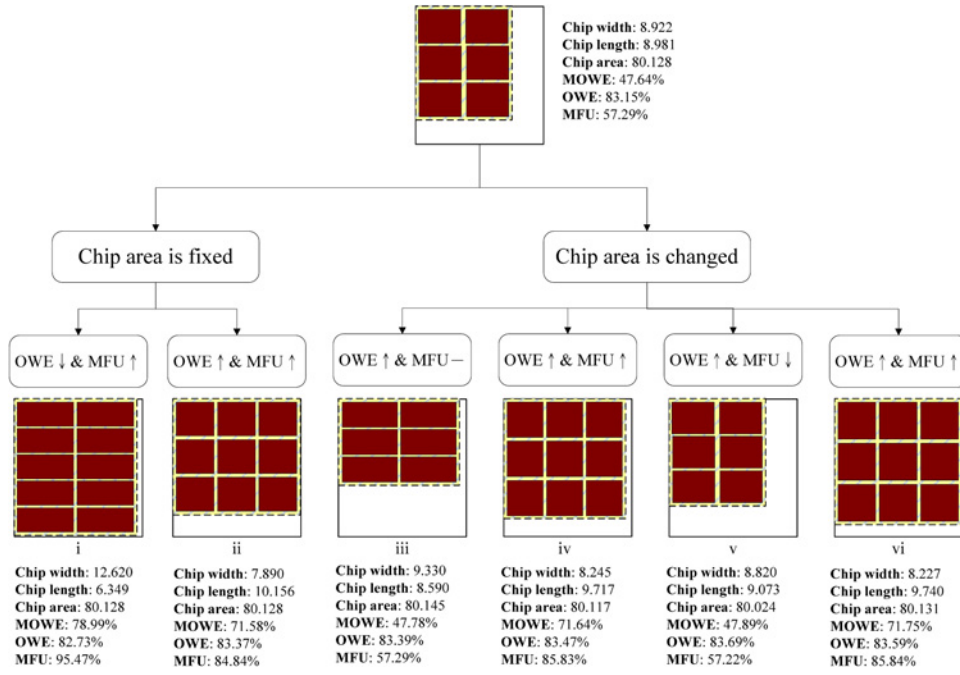 Chip width: 8.922
Chip length: 8.981
Chip area: 80.128
MOWE: 47.64%
OWE: 83.15%
MFU: 57.29%
Chip area is fixed
Chip area is changed
OWE ↓ & MFU ↑
OWE ↑ & MFU ↑
OWE ↑ & MFU —
OWE ↑ & MFU ↑
OWE ↑ & MFU ↓
OWE ↑ & MFU ↑
i
Chip width: 12.620
Chip length: 6.349
Chip area: 80.128
MOWE: 78.99%
OWE: 82.73%
MFU: 95.47%
ii
Chip width: 7.890
Chip length: 10.156
Chip area: 80.128
MOWE: 71.58%
OWE: 83.37%
MFU: 84.84%
iii
Chip width: 9.330
Chip length: 8.590
Chip area: 80.145
MOWE: 47.78%
OWE: 83.39%
MFU: 57.29%
iv
Chip width: 8.245
Chip length: 9.717
Chip area: 80.117
MOWE: 71.64%
OWE: 83.47%
MFU: 85.83%
v
Chip width: 8.820
Chip length: 9.073
Chip area: 80.024
MOWE: 47.89%
OWE: 83.69%
MFU: 57.22%
vi
Chip width: 8.227
Chip length: 9.740
Chip area: 80.131
MOWE: 71.75%
OWE: 83.59%
MFU: 85.84%